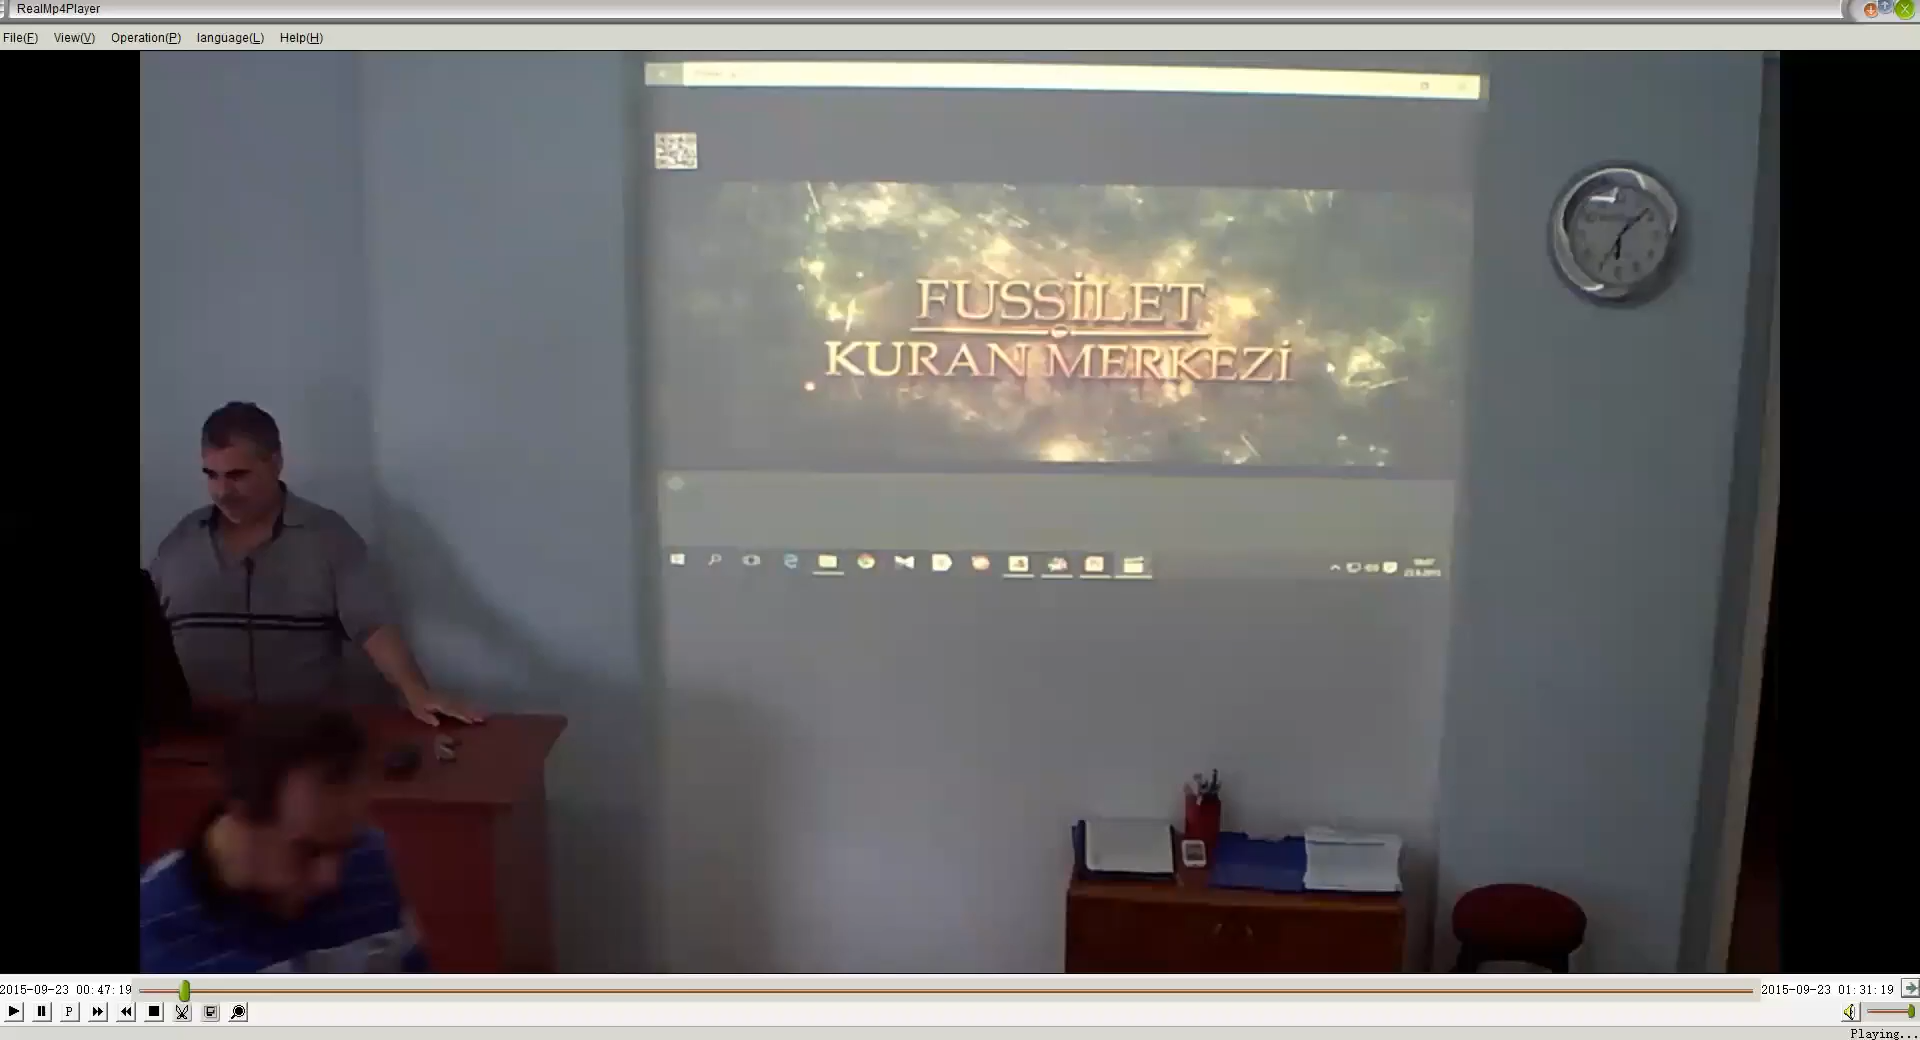 RealMp4Player
File(F) View(V) Operation(P) language(L) Help(H)
FUSSİLET
KURAN MERKEZİ
2015-09-23 00:47:19
2015-09-23 01:31:19
P
Playing...